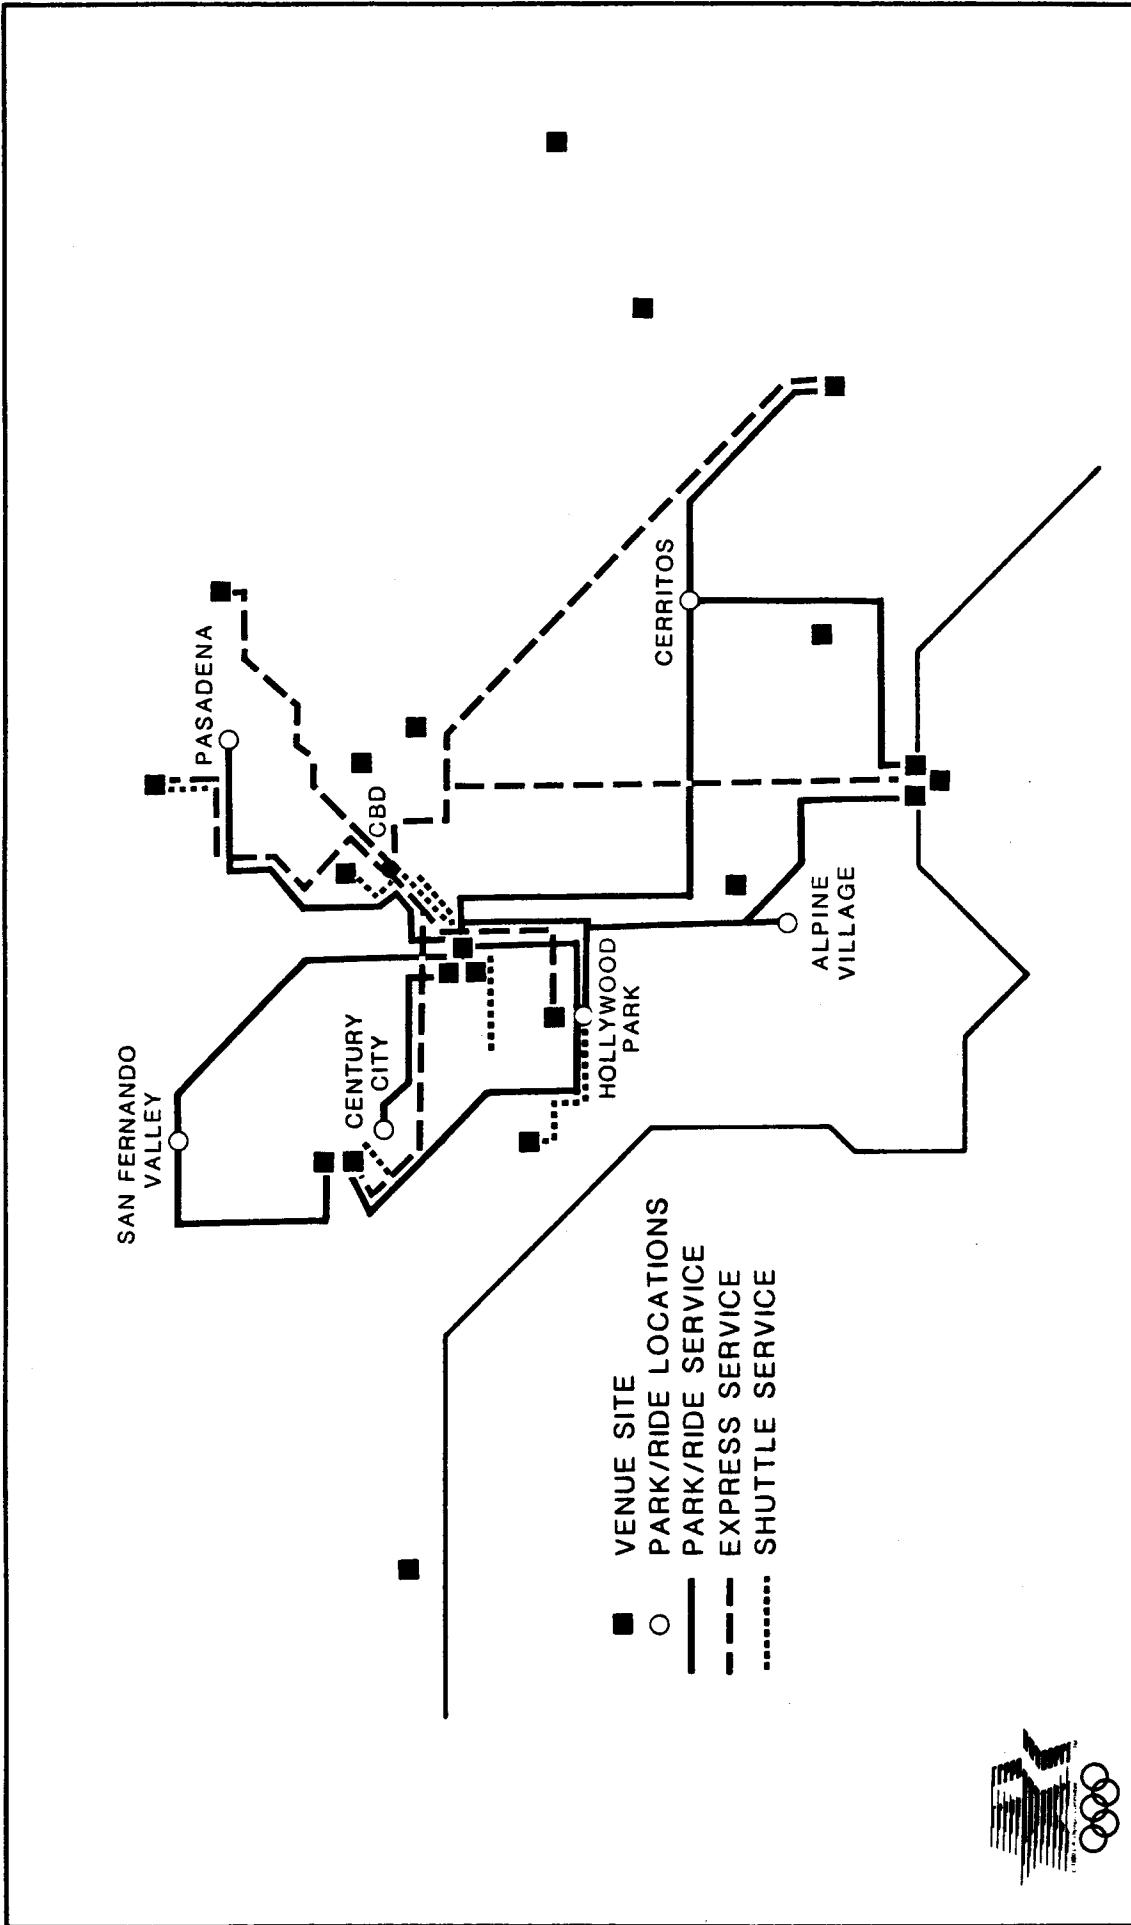 SAN FERNANDO
VALLEY
PASADENA
CENTURY
CITY
CBD
HOLLYWOOD
PARK
CERRITOS
ALPINE
VILLAGE
VENUE SITE
PARK/RIDE LOCATIONS
PARK/RIDE SERVICE
EXPRESS SERVICE
SHUTTLE SERVICE